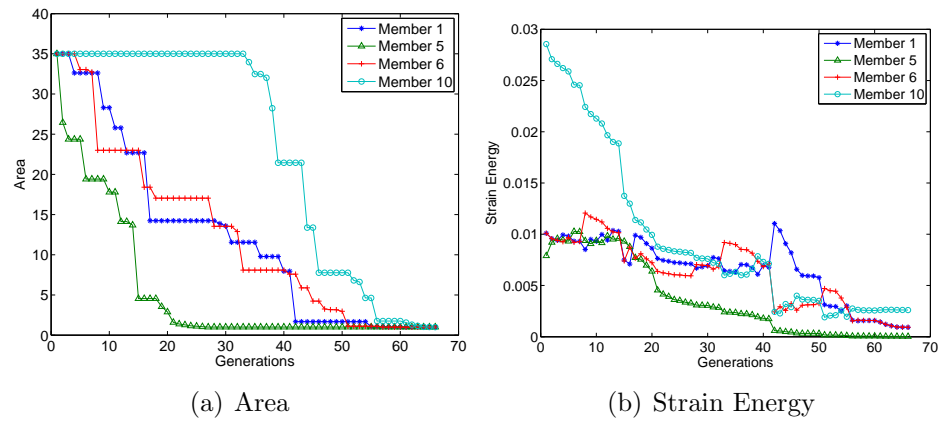 40
35
30
25
20
15
10
5
0
Area
0 10 20 30 40 50 60 70
Generations
Member 1
Member 5
Member 6
Member 10
(a) Area
0.03
0.025
0.02
0.015
0.01
0.005
0
Strain Energy
0 10 20 30 40 50 60 70
Generations
Member 1
Member 5
Member 6
Member 10
(b) Strain Energy